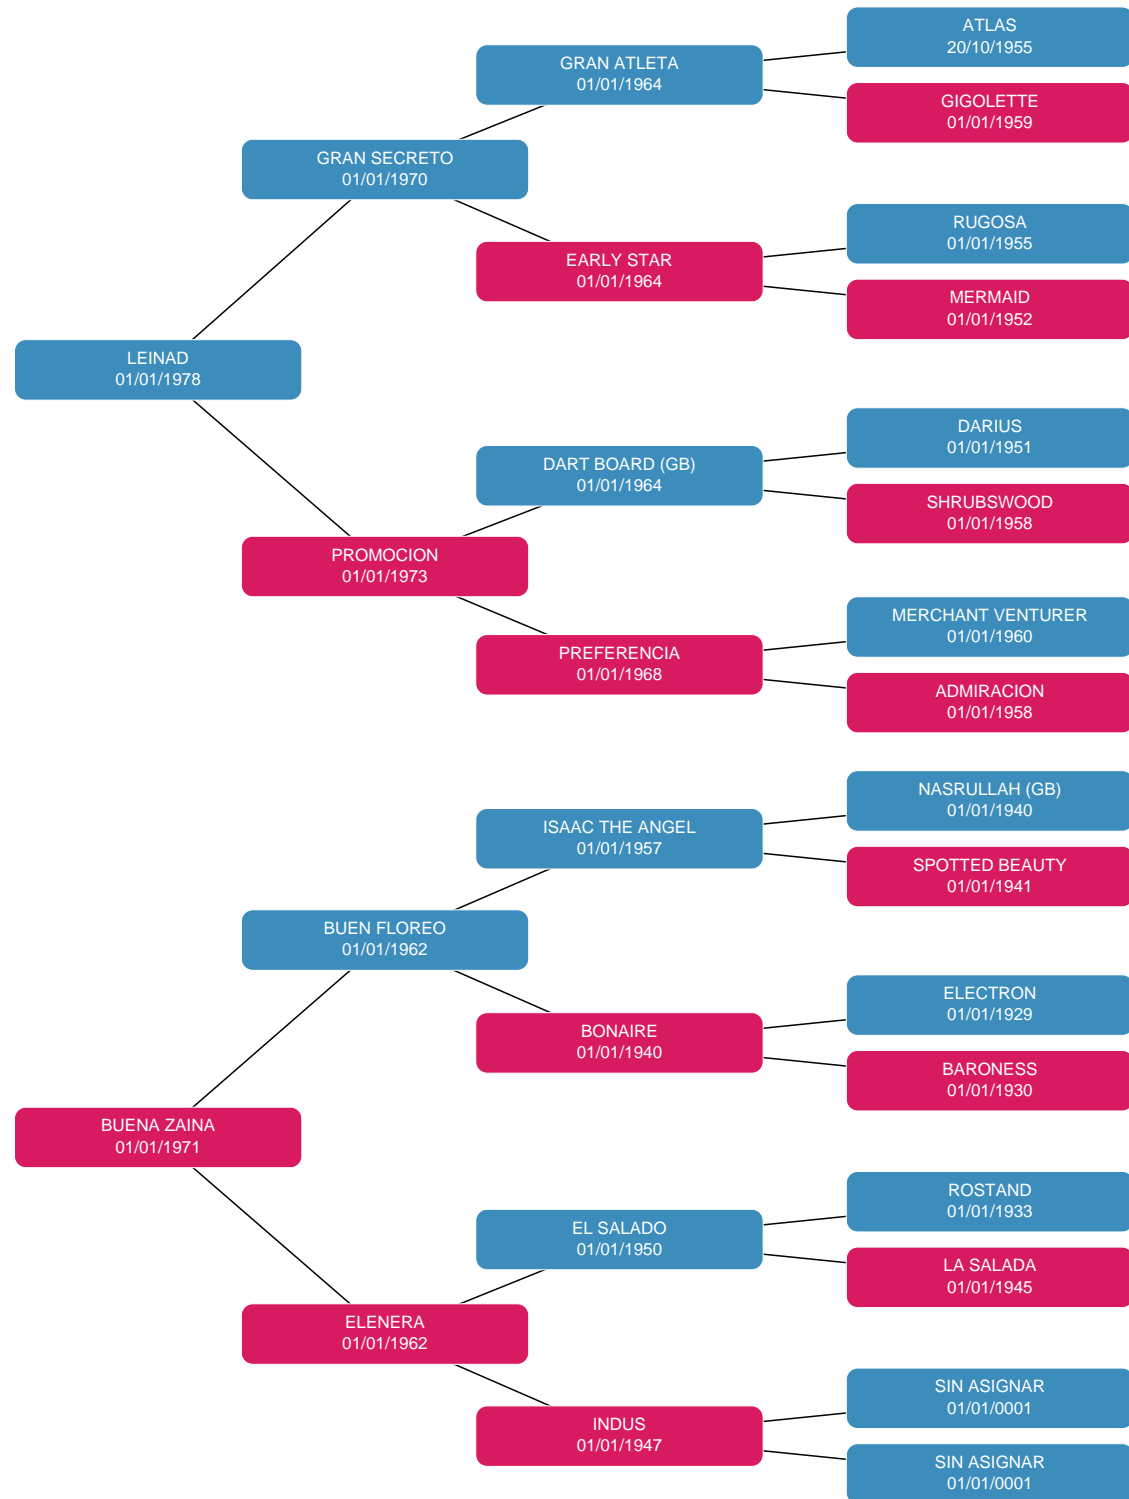 ATLAS
20/10/1955
GRAN ATLETA
01/01/1964
GIGOLETTE
01/01/1959
GRAN SECRETO
01/01/1970
RUGOSA
01/01/1955
EARLY STAR
01/01/1964
MERMAID
01/01/1952
LEINAD
01/01/1978
DARIUS
01/01/1951
DART BOARD (GB)
01/01/1964
SHRUBSWOOD
01/01/1958
PROMOCION
01/01/1973
MERCHANT VENTURER
01/01/1960
PREFERENCIA
01/01/1968
ADMIRACION
01/01/1958
NASRULLAH (GB)
01/01/1940
ISAAC THE ANGEL
01/01/1957
SPOTTED BEAUTY
01/01/1941
BUEN FLOREO
01/01/1962
ELECTRON
01/01/1929
BONAIRE
01/01/1940
BARONESS
01/01/1930
BUENA ZAINA
01/01/1971
ROSTAND
01/01/1933
EL SALADO
01/01/1950
LA SALADA
01/01/1945
ELENERA
01/01/1962
SIN ASIGNAR
01/01/0001
INDUS
01/01/1947
SIN ASIGNAR
01/01/0001